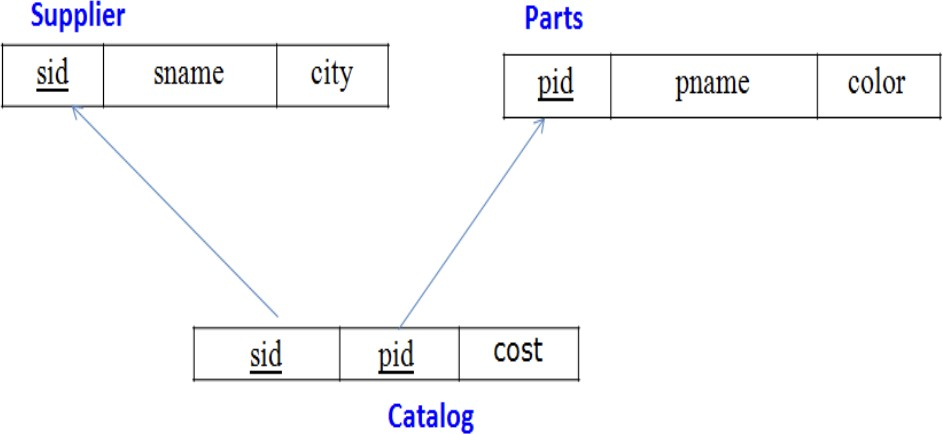 Supplier
sid sname city
Parts
pid pname color
sid pid cost
Catalog